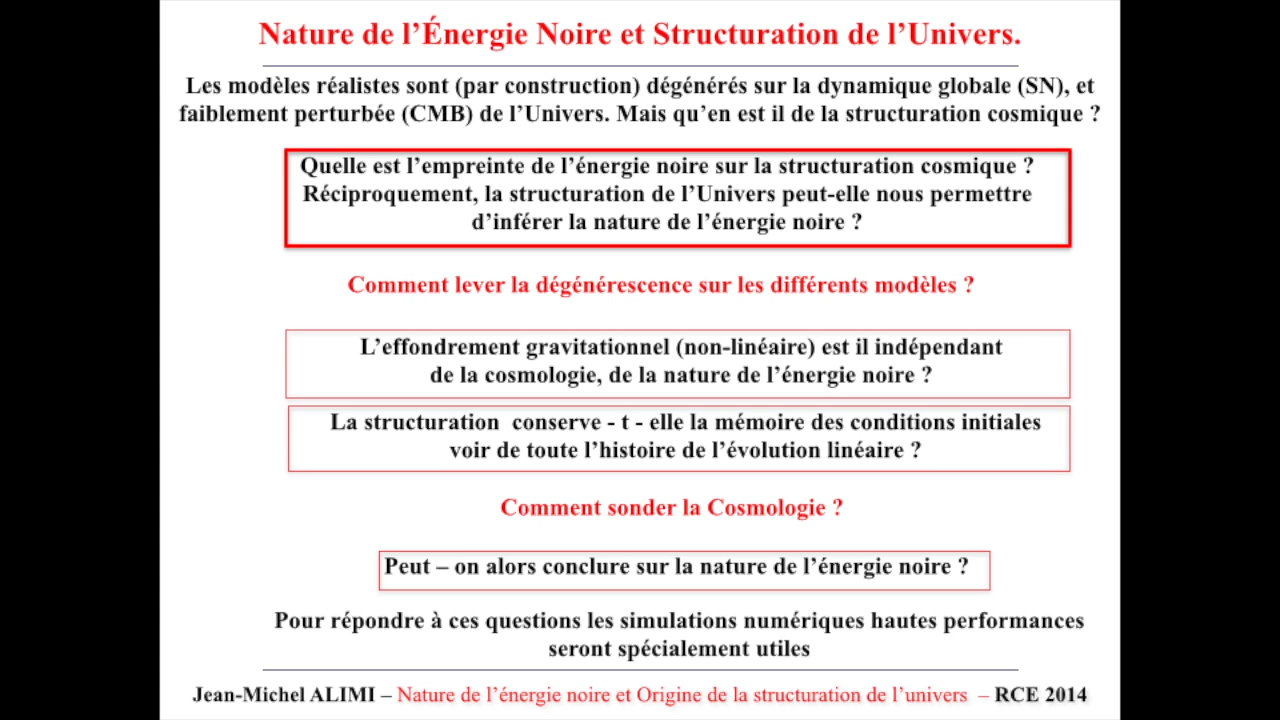 Nature de l’Énergie Noire et Structuration de l’Univers.
Les modèles réalistes sont (par construction) dégénérés sur la dynamique globale (SN), et
faiblement perturbée (CMB) de l’Univers. Mais qu’en est il de la structuration cosmique ?
Quelle est l’empreinte de l’énergie noire sur la structuration cosmique ?
Réciproquement, la structuration de l’Univers peut-elle nous permettre
d’inférer la nature de l’énergie noire ?
Comment lever la dégénérescence sur les différents modèles ?
L’effondrement gravitationnel (non-linéaire) est il indépendant
de la cosmologie, de la nature de l’énergie noire ?
La structuration conserve - t - elle la mémoire des conditions initiales
voir de toute l’histoire de l’évolution linéaire ?
Comment sonder la Cosmologie ?
Peut – on alors conclure sur la nature de l’énergie noire ?
Pour répondre à ces questions les simulations numériques hautes performances
seront spécialement utiles
Jean-Michel ALIMI – Nature de l’énergie noire et Origine de la structuration de l’univers – RCE 2014